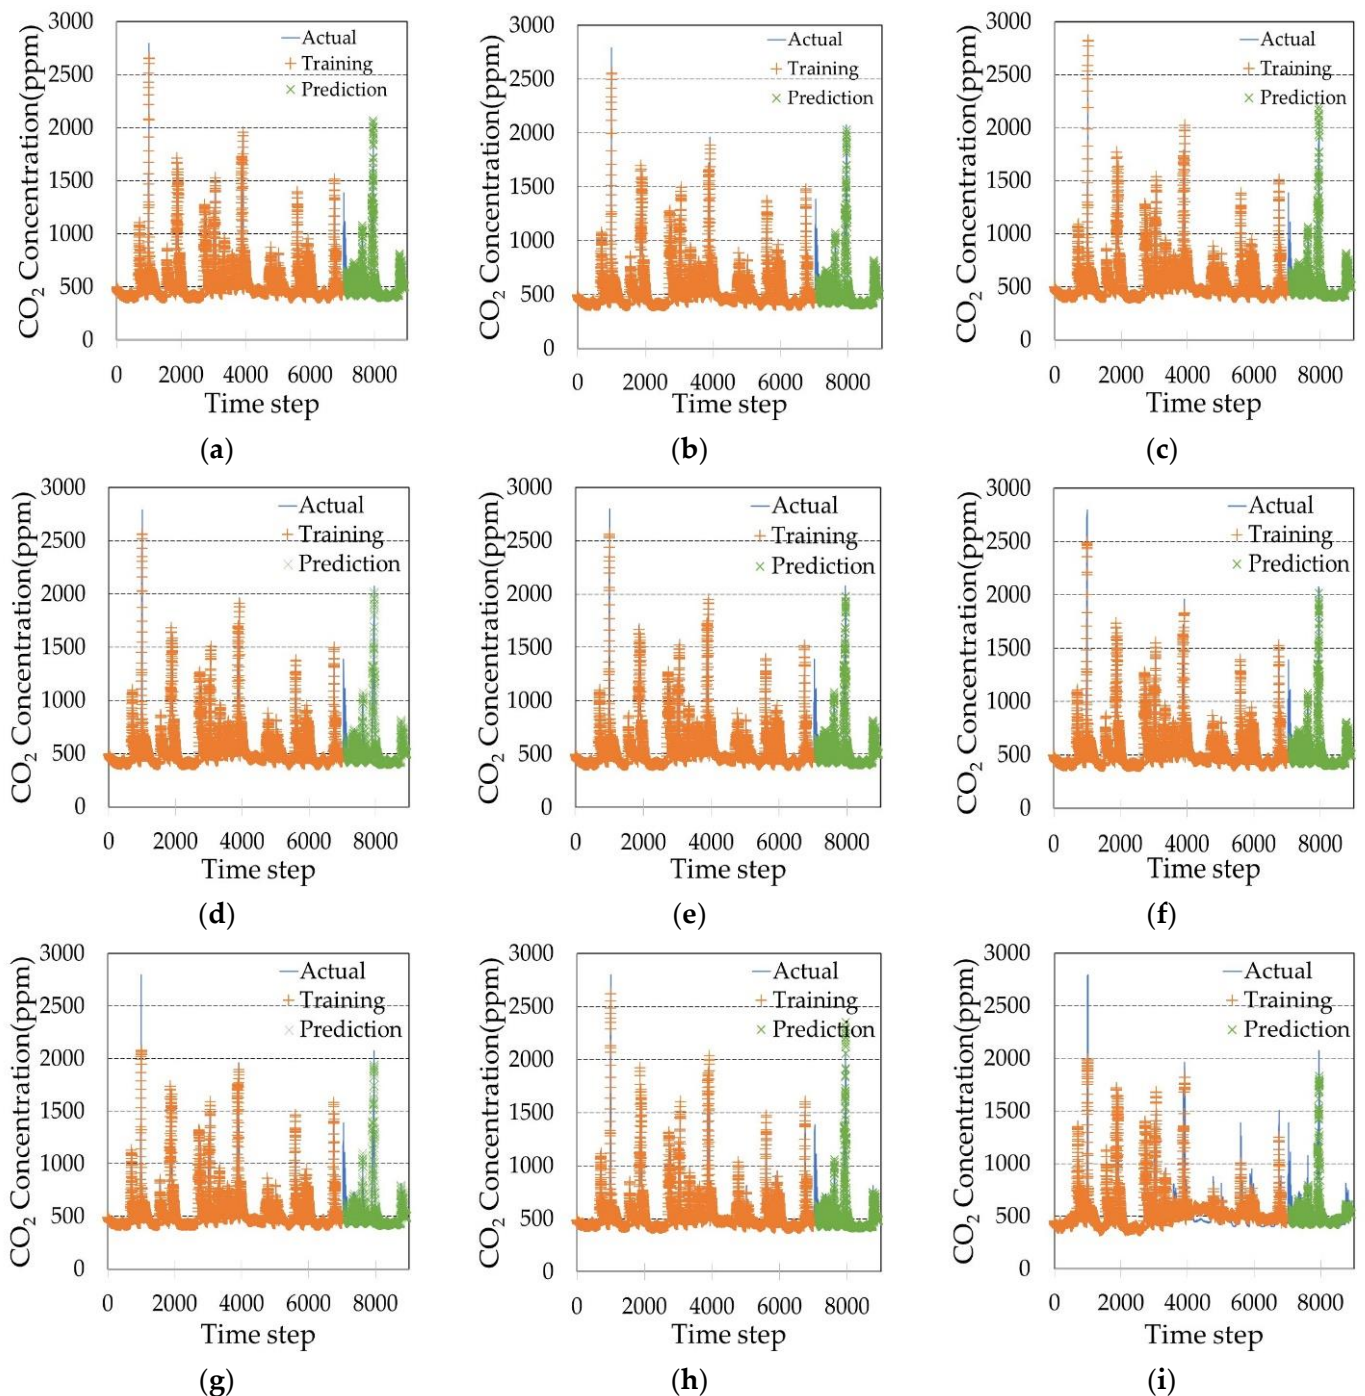 3000
2500
2000
1500
1000
500
0
CO2 Concentration(ppm)
Actual
Training
Prediction
0 2000 4000 6000 8000
Time step
(a)
3000
2500
2000
1500
1000
500
0
CO2 Concentration(ppm)
Actual
Training
Prediction
0 2000 4000 6000 8000
Time step
(b)
3000
2500
2000
1500
1000
500
0
CO2 Concentration(ppm)
Actual
Training
Prediction
0 2000 4000 6000 8000
Time step
(c)
3000
2500
2000
1500
1000
500
0
CO2 Concentration(ppm)
Actual
Training
Prediction
0 2000 4000 6000 8000
Time step
(d)
3000
2500
2000
1500
1000
500
0
CO2 Concentration(ppm)
Actual
Training
Prediction
0 2000 4000 6000 8000
Time step
(e)
3000
2500
2000
1500
1000
500
0
CO2 Concentration(ppm)
Actual
Training
Prediction
0 2000 4000 6000 8000
Time step
(f)
3000
2500
2000
1500
1000
500
0
CO2 Concentration(ppm)
Actual
Training
Prediction
0 2000 4000 6000 8000
Time step
(g)
3000
2500
2000
1500
1000
500
0
CO2 Concentration(ppm)
Actual
Training
Prediction
0 2000 4000 6000 8000
Time step
(h)
3000
2500
2000
1500
1000
500
0
CO2 Concentration(ppm)
Actual
Training
Prediction
0 2000 4000 6000 8000
Time step
(i)